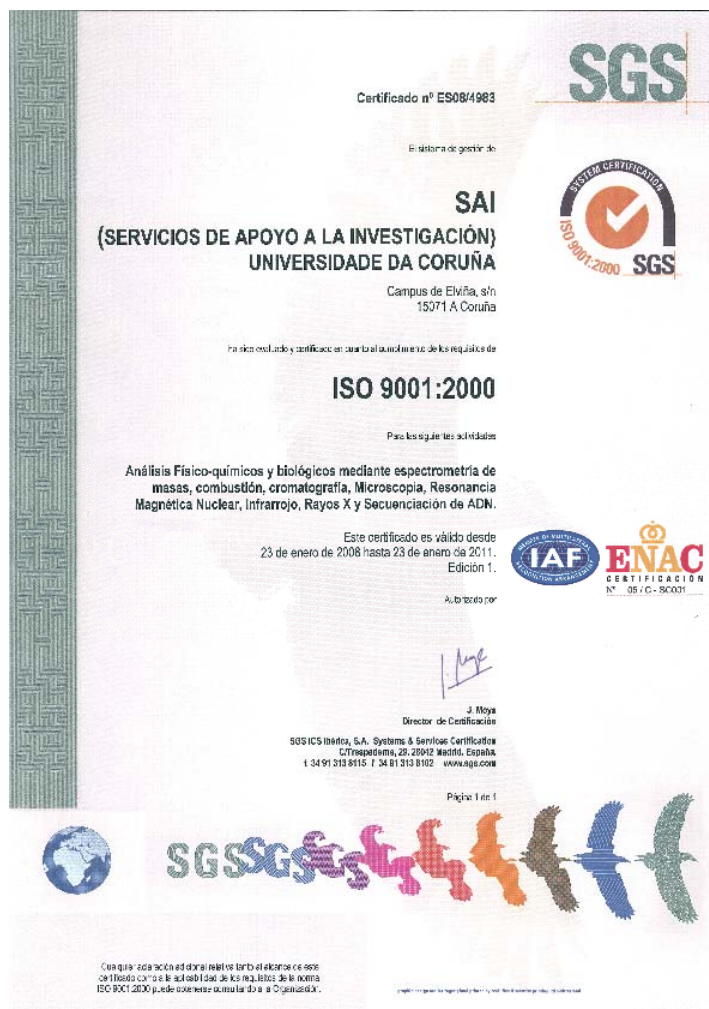 SGS
Certificado nº ES08/4983
El sistema de gestión de
SAI
(SERVICIOS DE APOYO A LA INVESTIGACIÓN)
UNIVERSIDADE DA CORUÑA
Campus de Elviña, s/n
15071 A Coruña
SYSTEM CERTIFICATION
ISO 9001:2000
SGS
ha sido evaluado y certificado en cuanto al cumplimiento de los requisitos de
ISO 9001:2000
Para las siguientes actividades
Análisis Físico-químicos y biológicos mediante espectrometría de
masas, combustión, cromatografía, Microscopia, Resonancia
Magnética Nuclear, Infrarrojo, Rayos X y Secuenciación de ADN.
Este certificado es válido desde
23 de enero de 2008 hasta 23 de enero de 2011.
Edición 1.
IAF
ENAC
CERTIFICACIÓN
Nº 05 / C - SC001
Autorizado por
J. Moya
Director de Certificación
SGS ICS Ibérica, S.A. Systems & Services Certification
C/Trespaderne, 29. 28042 Madrid. España.
t 34 91 313 8115 f 34 91 313 8102 www.sgs.com
Página 1 de 1
SGS SGS SGS
Cualquier aclaración adicional relativa tanto al alcance de este
certificado como a la aplicabilidad de los requisitos de la norma
ISO 9001:2000 puede obtenerse consultando a la Organización.